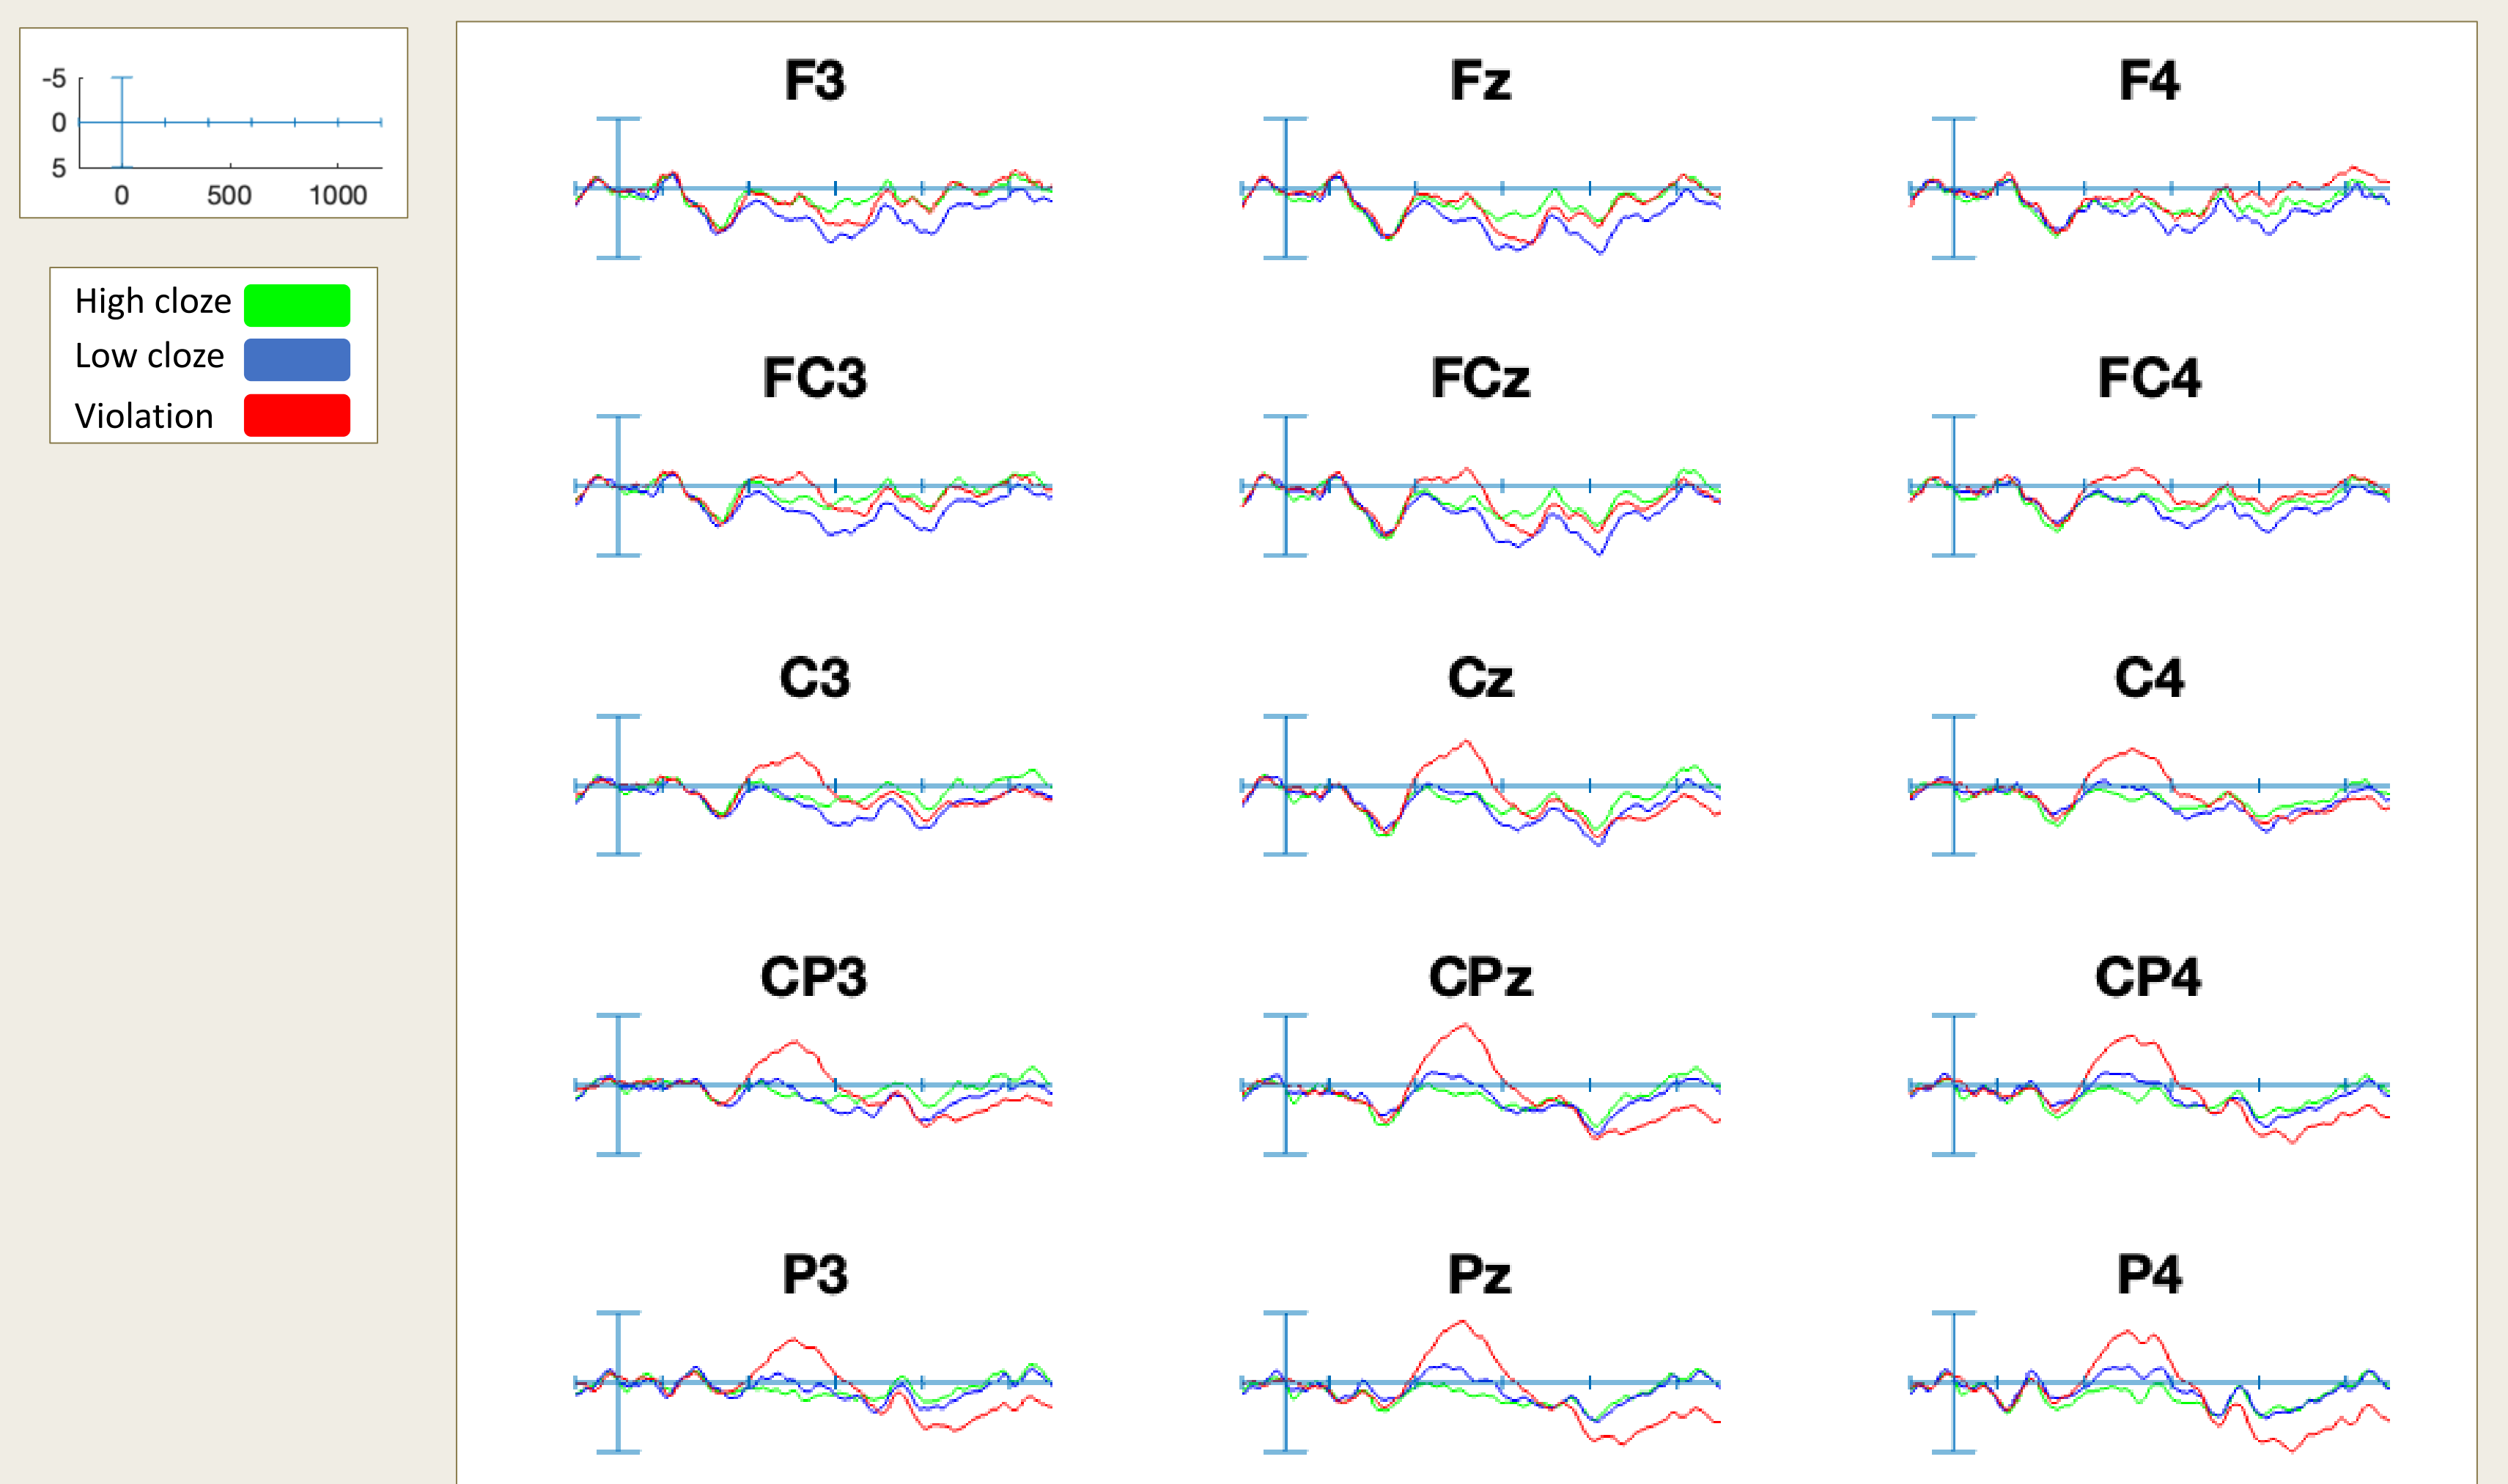 -5
0
5
0 500 1000
High cloze
Low cloze
Violation
F3 Fz F4
FC3 FCz FC4
C3 Cz C4
CP3 CPz CP4
P3 Pz P4